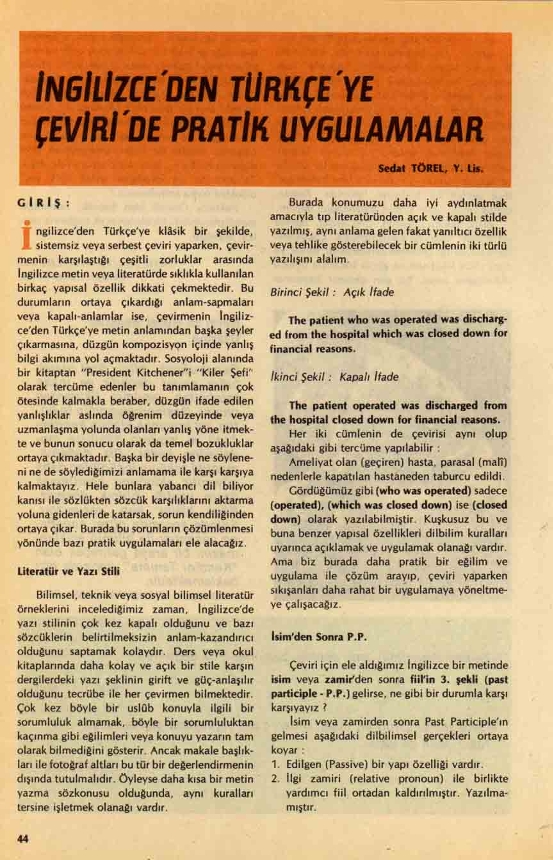 İNGİLİZCE´DEN TÜRKÇE´YE
ÇEVİRİ´DE PRATİK UYGULAMALAR
Sedat TÖREL, Y. Lis.
GİRİŞ :
İngilizce'den Türkçe'ye klâsik bir şekilde,
sistemsiz veya serbest çeviri yaparken, çevir-
menin karşılaştığı çeşitli zorluklar arasında
İngilizce metin veya literatürde sıklıkla kullanılan
birkaç yapısal özellik dikkati çekmektedir. Bu
durumların ortaya çıkardığı anlam-sapmaları
veya kapalı-anlamlar ise, çevirmenin İngiliz-
ce'den Türkçe'ye metin anlamından başka şeyler
çıkarmasına, düzgün kompozisyon içinde yanlış
bilgi akımına yol açmaktadır. Sosyoloji alanında
bir kitaptan "President Kitchener"i "Kiler Şefi"
olarak tercüme edenler bu tanımlamanın çok
ötesinde kalmakla beraber, düzgün ifade edilen
yanlışlıklar aslında öğrenim düzeyinde veya
uzmanlaşma yolunda olanları yanlış yöne itmek-
te ve bunun sonucu olarak da temel bozukluklar
ortaya çıkmaktadır. Başka bir deyişle ne söylene-
ni ne de söylediğimizi anlamama ile karşı karşıya
kalmaktayız. Hele bunlara yabancı dil biliyor
kanısı ile sözlükten sözcük karşılıklarını aktarma
yoluna gidenleri de katarsak, sorun kendiliğinden
ortaya çıkar. Burada bu sorunların çözümlenmesi
yönünde bazı pratik uygulamaları ele alacağız.
Literatür ve Yazı Stili
Bilimsel, teknik veya sosyal bilimsel literatür
örneklerini incelediğimiz zaman, İngilizce'de
yazı stilinin çok kez kapalı olduğunu ve bazı
sözcüklerin belirtilmeksizin anlam-kazandırıcı
olduğunu saptamak kolaydır. Ders veya okul
kitaplarında daha kolay ve açık bir stile karşın
dergilerdeki yazı şeklinin girift ve güç-anlaşılır
olduğunu tecrübe ile her çevirmen bilmektedir.
Çok kez böyle bir uslûb konuyla ilgili bir
sorumluluk almamak, böyle bir sorumluluktan
kaçınma gibi eğilimleri veya konuyu yazarın tam
olarak bilmediğini gösterir. Ancak makale başlık-
ları ile fotoğraf altları bu tür bir değerlendirmenin
dışında tutulmalıdır. Öyleyse daha kısa bir metin
yazma sözkonusu olduğunda, aynı kuralları
tersine işletmek olanağı vardır.
Burada konumuzu daha iyi aydınlatmak
amacıyla tıp literatüründen açık ve kapalı stilde
yazılmış, aynı anlama gelen fakat yanıltıcı özellik
veya tehlike gösterebilecek bir cümlenin iki türlü
yazılışını alalım.
Birinci Şekil : Açık İfade
The patient who was operated was discharg-
ed from the hospital which was closed down for
financial reasons.
İkinci Şekil : Kapalı İfade
The patient operated was discharged from
the hospital closed down for financial reasons.
Her iki cümlenin de çevirisi aynı olup
aşağıdaki gibi tercüme yapılabilir :
Ameliyat olan (geçiren) hasta, parasal (malî)
nedenlerle kapatılan hastaneden taburcu edildi.
Gördüğümüz gibi (who was operated) sadece
(operated), (which was closed down) ise (closed
down) olarak yazılabilmiştir. Kuşkusuz bu ve
buna benzer yapısal özellikleri dilbilim kuralları
uyarınca açıklamak ve uygulamak olanağı vardır.
Ama biz burada daha pratik bir eğilim ve
uygulama ile çözüm arayıp, çeviri yaparken
sıkışanları daha rahat bir uygulamaya yöneltme-
ye çalışacağız.
İsim'den Sonra P.P.
Çeviri için ele aldığımız İngilizce bir metinde
isim veya zamir'den sonra fiil'in 3. şekli (past
participle - P.P.) gelirse, ne gibi bir durumla karşı
karşıyayız ?
İsim veya zamirden sonra Past Participle'ın
gelmesi aşağıdaki dilbilimsel gerçekleri ortaya
koyar :
1. Edilgen (Passive) bir yapı özelliği vardır.
2. İlgi zamiri (relative pronoun) ile birlikte
yardımcı fiil ortadan kaldırılmıştır. Yazılma-
mıştır.
44